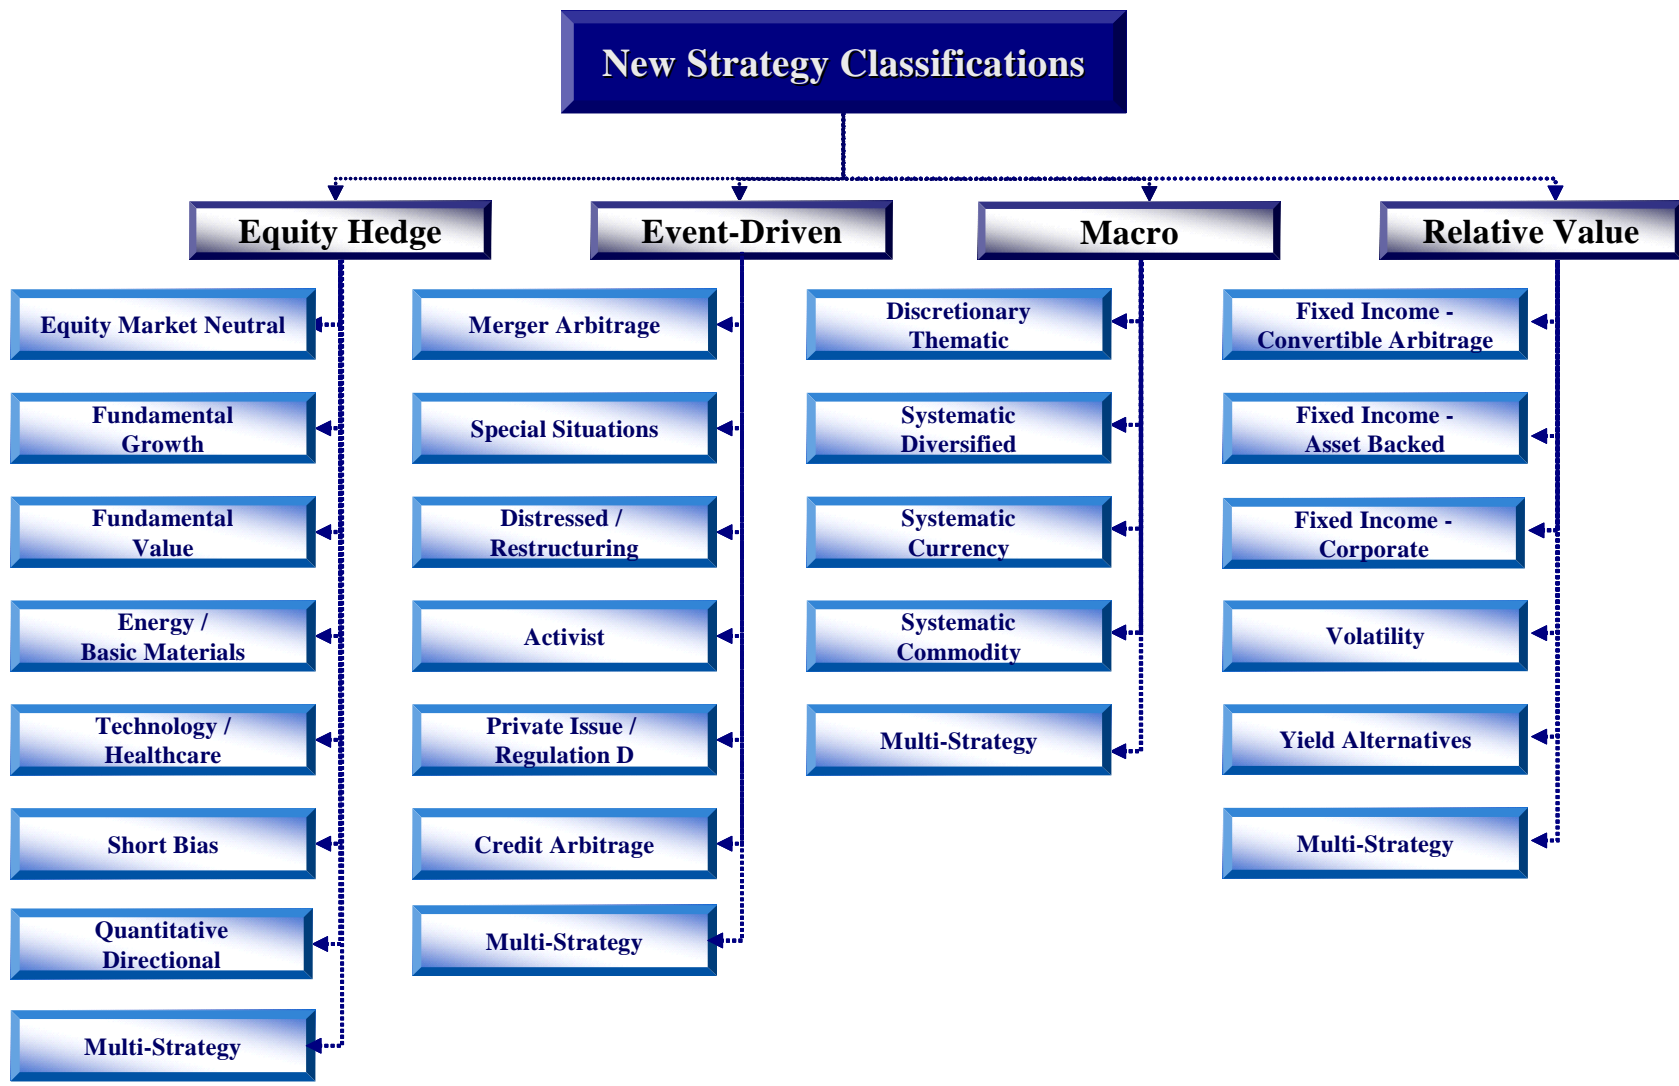 New Strategy Classifications
Equity Hedge
Event-Driven
Macro
Relative Value
Equity Market Neutral
Fundamental
Growth
Fundamental
Value
Energy /
Basic Materials
Technology /
Healthcare
Short Bias
Quantitative
Directional
Multi-Strategy
Merger Arbitrage
Special Situations
Distressed /
Restructuring
Activist
Private Issue /
Regulation D
Credit Arbitrage
Multi-Strategy
Discretionary
Thematic
Systematic
Diversified
Systematic
Currency
Systematic
Commodity
Multi-Strategy
Fixed Income -
Convertible Arbitrage
Fixed Income -
Asset Backed
Fixed Income -
Corporate
Volatility
Yield Alternatives
Multi-Strategy